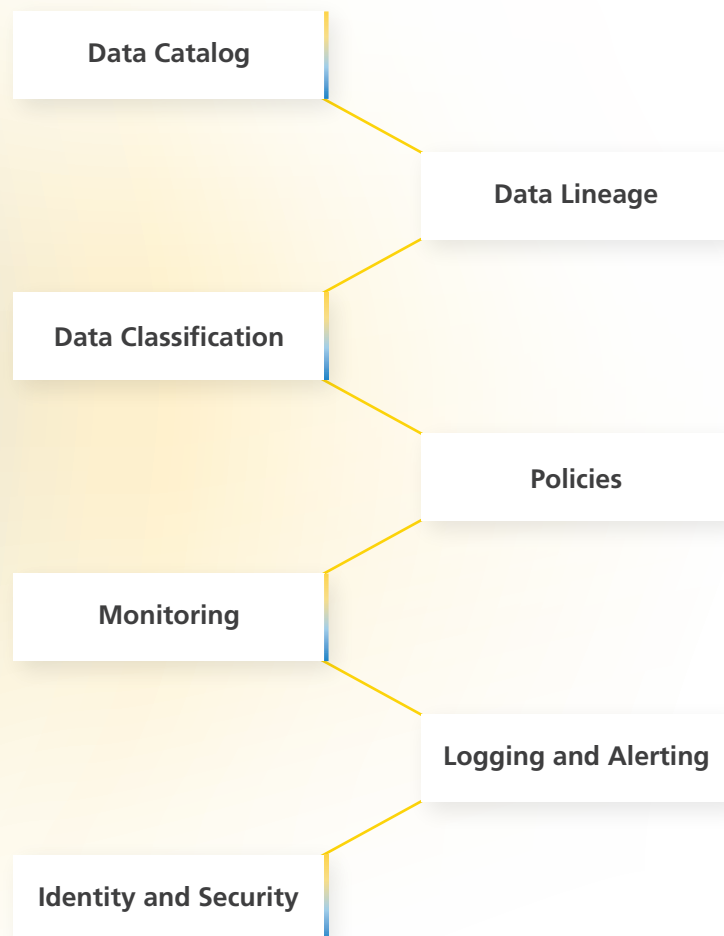 Data Catalog
Data Lineage
Data Classification
Policies
Monitoring
Logging and Alerting
Identity and Security